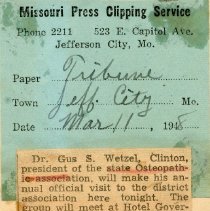 Missouri Press Clipping Service
Phone 2211 523 E. Capitol Ave.
Jefferson City, Mo.
Paper Tribune
Town Jeff City Mo.
Date Mar 11, 1948
Dr. Gus S. Wetzel, Clinton,
president of the state Osteopath-
ic association, will make his an-
nual official visit to the district
association here tonight. The
group will meet at Hotel Gover-